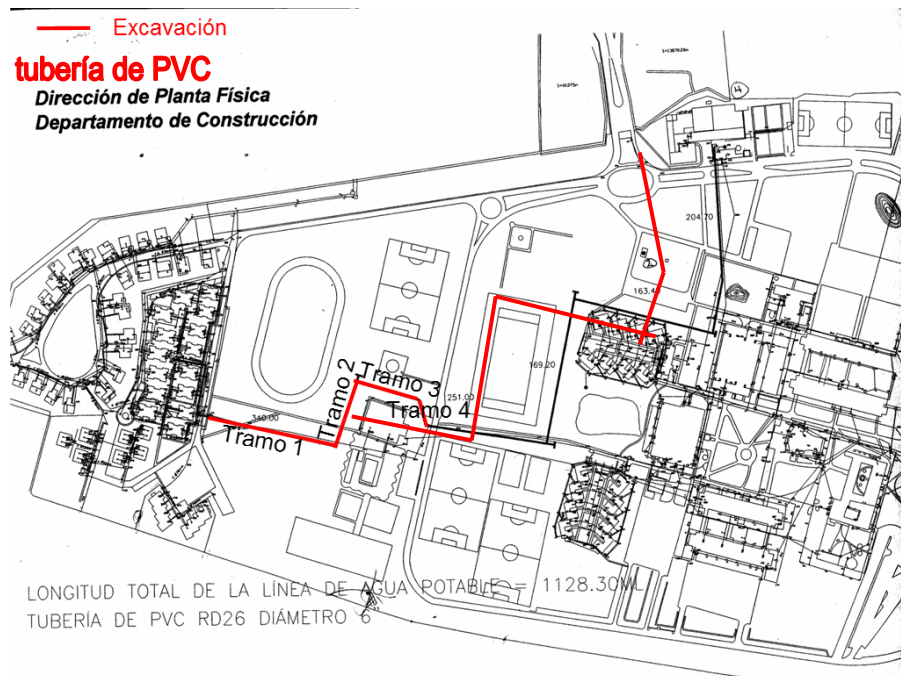 Excavación
tubería de PVC
Dirección de Planta Física
Departamento de Construcción
H
204.70
163.4
169.20
Tramo 2
Tramo 3
251.00
Tramo 4
340.00
Tramo 1
LONGITUD TOTAL DE LA LÍNEA DE AGUA POTABLE = 1128.30ML
TUBERÍA DE PVC RD26 DIÁMETRO 6